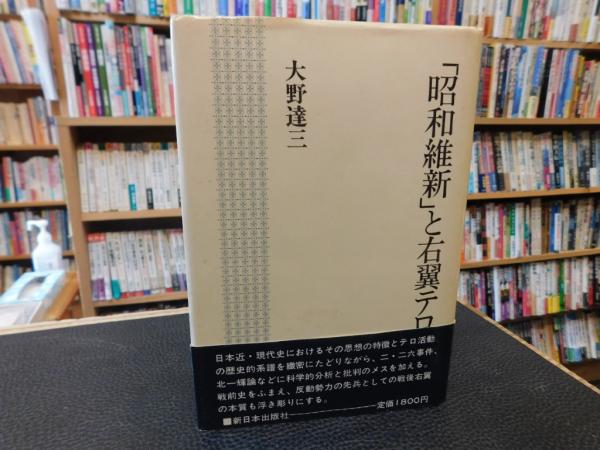 「昭和維新」と右翼テロ
大野達三
日本近・現代史におけるその思想の特徴とテロ活動
の歴史的系譜を緻密にたどりながら、二・二六事件、
北一輝論などに科学的分析と批判のメスを加える。
戦前史をふまえ、反動勢力の先兵としての戦後右翼
の本質も浮き彫りにする。
■新日本出版社————定価1800円